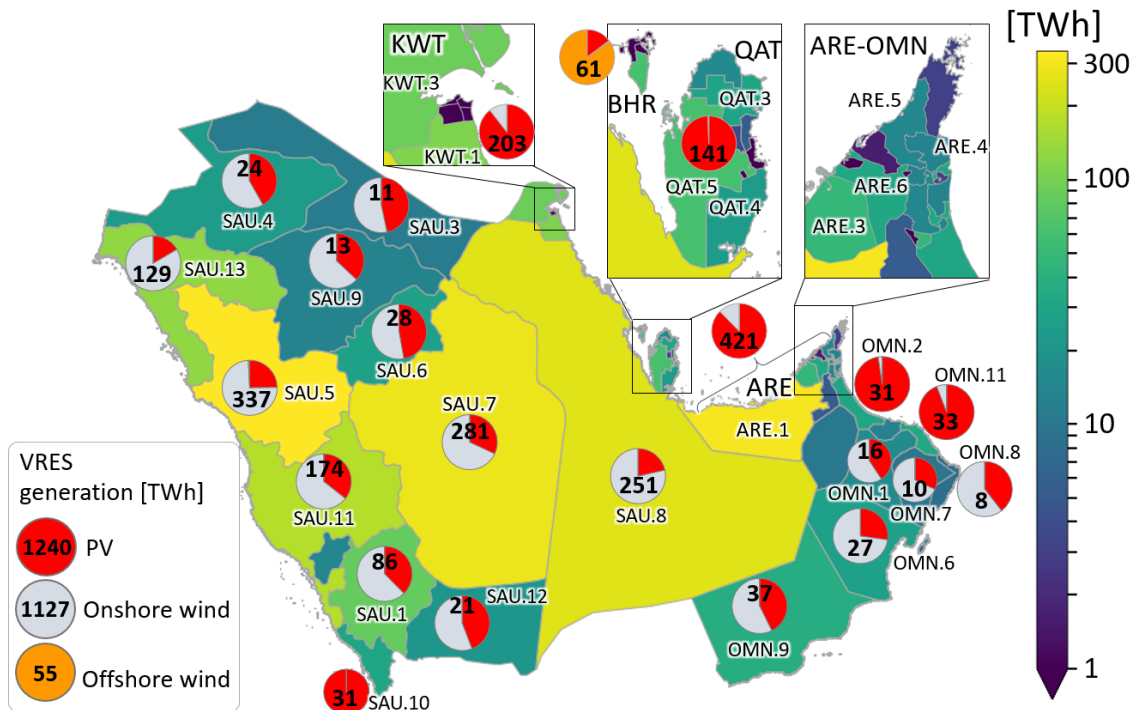 KWT
KWT.3
203
KWT.1
61
BHR
QAT
QAT.3
141
QAT.5
QAT.4
ARE-OMN
ARE.5
ARE.4
ARE.6
ARE.3
[TWh]
300
100
10
1
24
SAU.4
11
SAU.3
13
SAU.9
129
SAU.13
28
SAU.6
337
SAU.5
SAU.7
281
174
SAU.11
251
SAU.8
421
ARE
ARE.1
OMN.2
31
OMN.11
33
16
OMN.1
10
OMN.7
OMN.8
8
27
OMN.6
37
OMN.9
86
SAU.1
21
SAU.12
31
SAU.10
VRES
generation [TWh]
1240 PV
1127 Onshore wind
55 Offshore wind